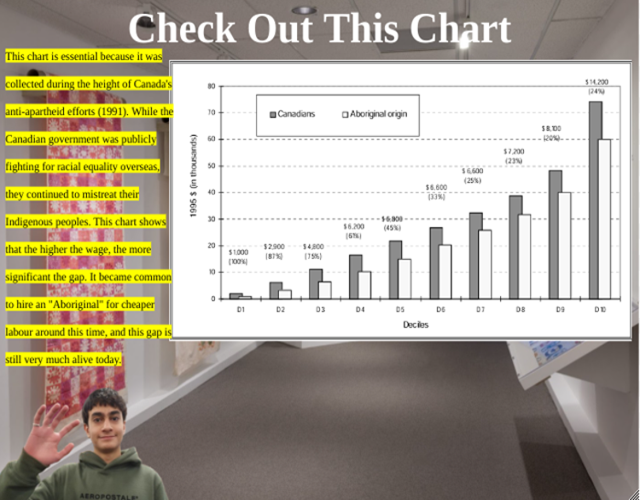 Check Out This Chart
This chart is essential because it was
collected during the height of Canada's
anti-apartheid efforts (1991). While the
Canadian government was publicly
fighting for racial equality overseas,
they continued to mistreat their
Indigenous peoples. This chart shows
that the higher the wage, the more
significant the gap. It became common
to hire an "Aboriginal" for cheaper
labour around this time, and this gap is
still very much alive today.
1995 $ (in thousands)
80
70
60
50
40
30
20
10
0
Canadians
Aboriginal origin
$1,000
(100%)
$2,900
(87%)
$4,800
(75%)
$6,200
(61%)
(45%)
$6,600
(33%)
$6,600
(25%)
$7,200
(23%)
$8,100
(20%)
$14,200
(24%)
D1 D2 D3 D4 D5 D6 D7 D8 D9 D10
Deciles
AEROPOSTALE